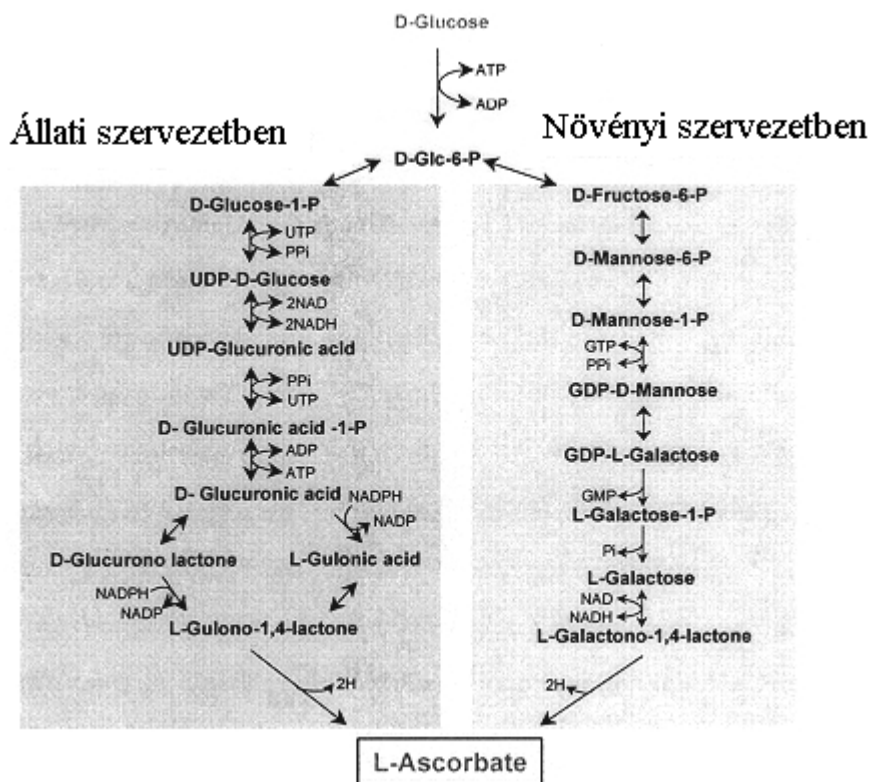 D-Glucose
ATP
ADP
Állati szervezetben
Növényi szervezetben
D-Glc-6-P
D-Glucose-1-P
UTP
PPi
UDP-D-Glucose
2NAD
2NADH
UDP-Glucuronic acid
PPi
UTP
D- Glucuronic acid -1-P
ADP
ATP
D- Glucuronic acid
NADPH
NADP
D-Glucurono lactone
L-Gulonic acid
NADPH
NADP
L-Gulono-1,4-lactone
2H
D-Fructose-6-P
D-Mannose-6-P
D-Mannose-1-P
GTP
PPi
GDP-D-Mannose
GDP-L-Galactose
GMP
L-Galactose-1-P
Pi
L-Galactose
NAD
NADH
L-Galactono-1,4-lactone
2H
L-Ascorbate